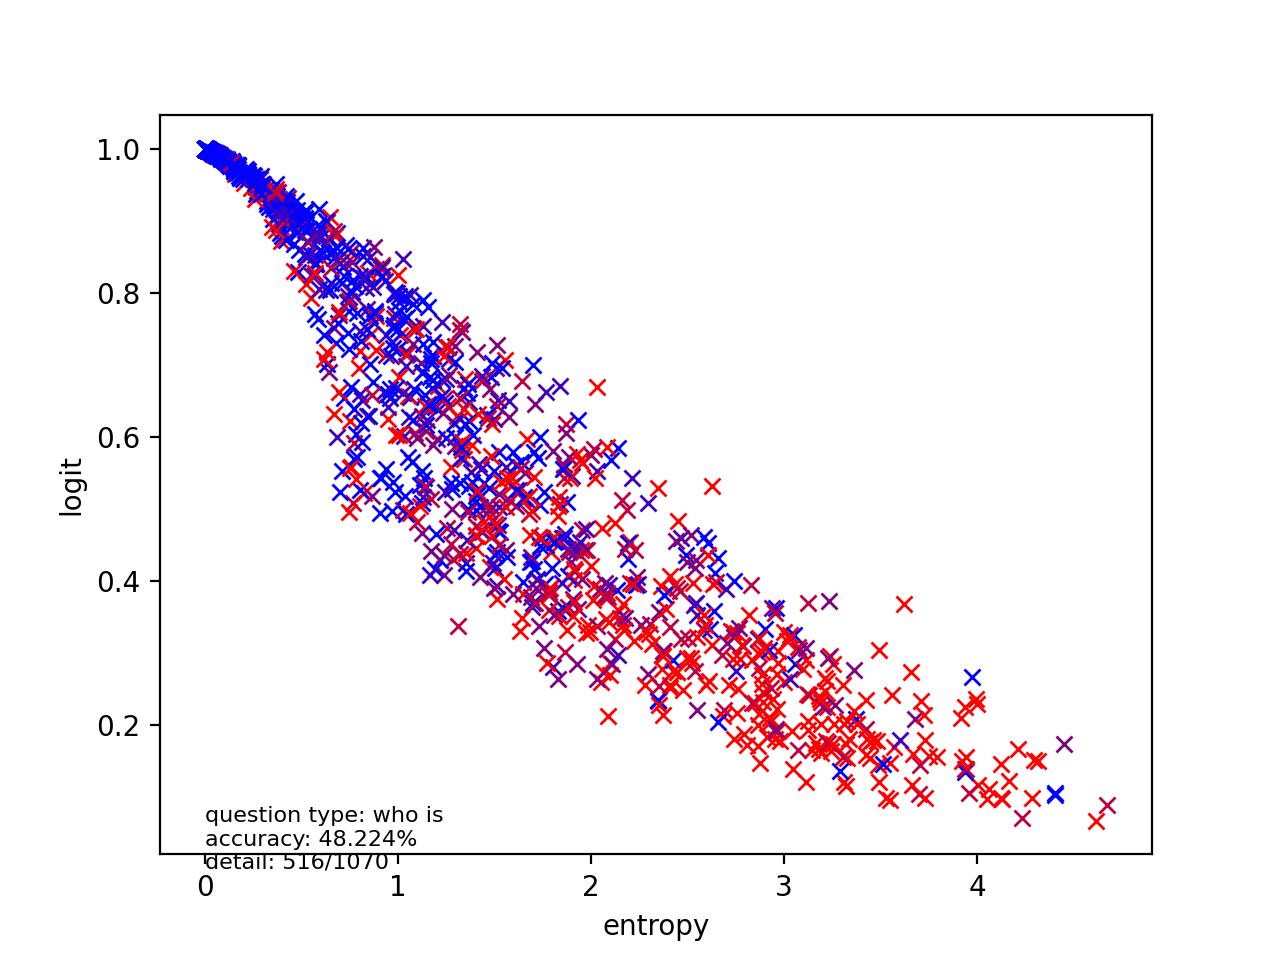 1.0
0.8
0.6
0.4
0.2
logit
question type: who is
accuracy: 48.224%
detail: 516/1070
0 1 2 3 4
entropy